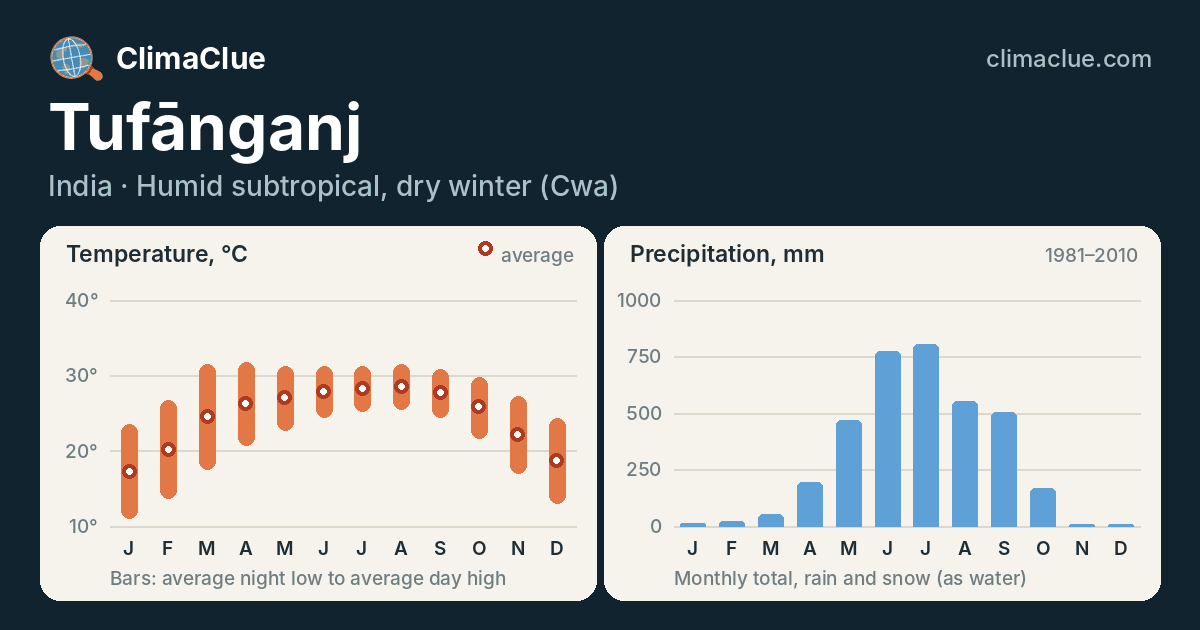 ClimaClue
climaclue.com
Tufānganj
India · Humid subtropical, dry winter (Cwa)
Temperature, °C
average
40°
30°
20°
10°
J F M A M J J A S O N D
Bars: average night low to average day high
Precipitation, mm
1981–2010
1000
750
500
250
0
J F M A M J J A S O N D
Monthly total, rain and snow (as water)